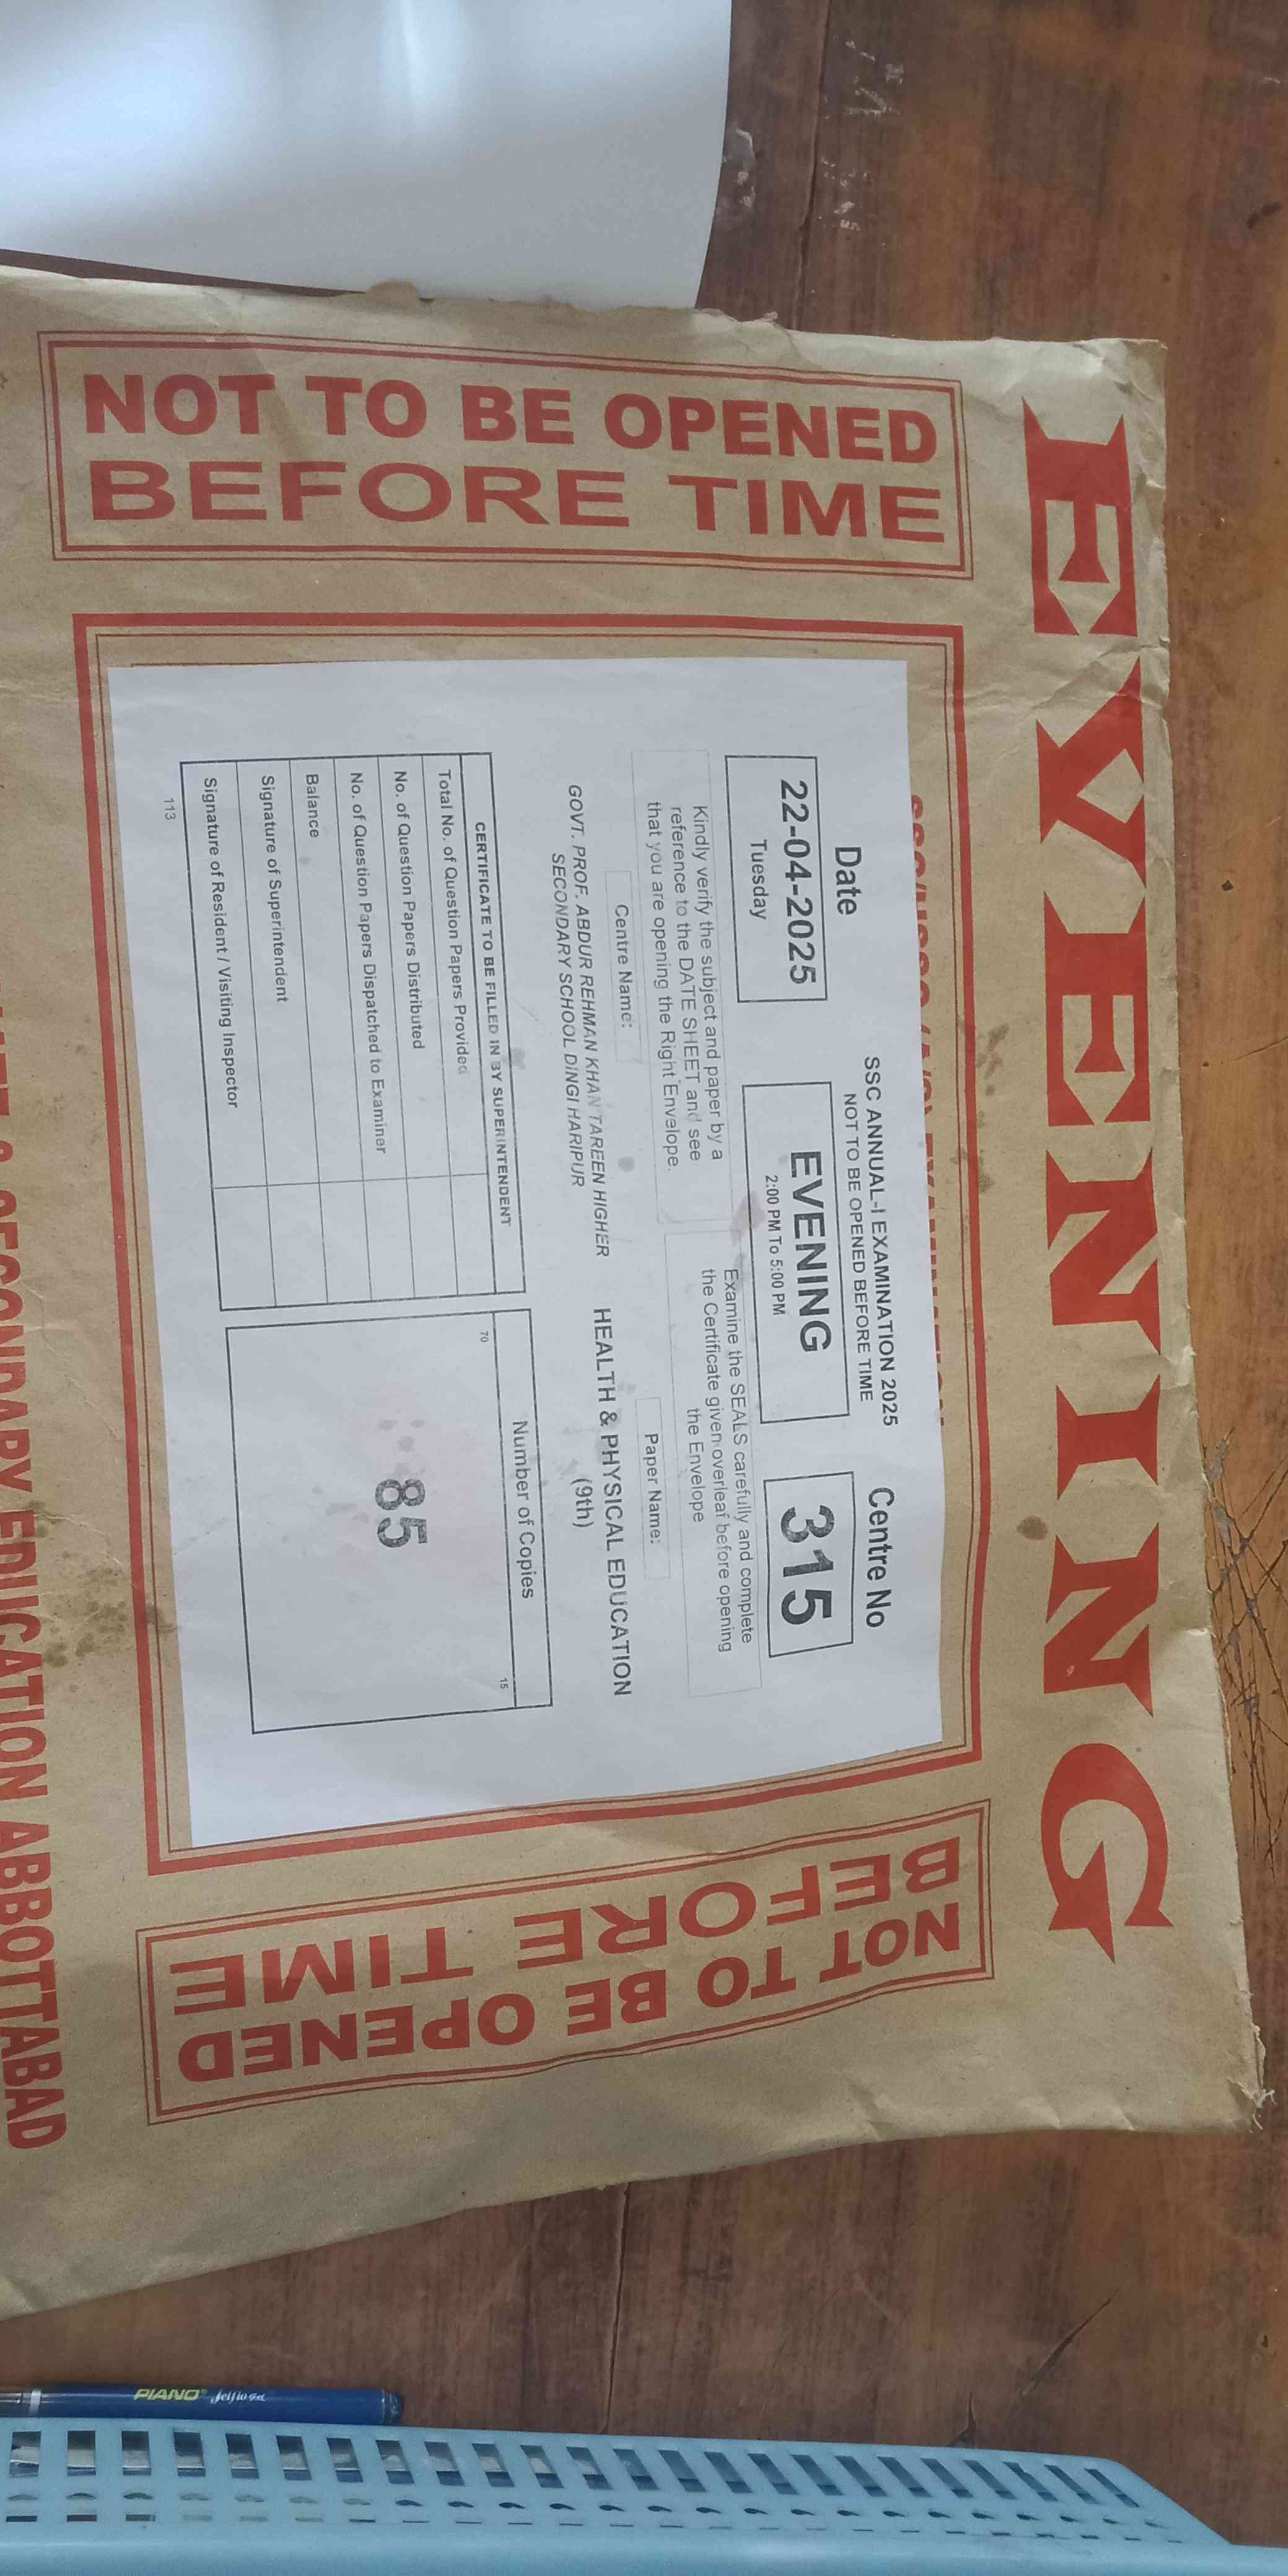 EVENING
NOT TO BE OPENED
BEFORE TIME
SSC ANNUAL-I EXAMINATION 2025
NOT TO BE OPENED BEFORE TIME
Date
22-04-2025
Tuesday
EVENING
2:00 PM To 5:00 PM
Centre No
315
Kindly verify the subject and paper by a
reference to the DATE SHEET and see
that you are opening the Right Envelope.
Examine the SEALS carefully and complete
the Certificate given overleaf before opening
the Envelope
Centre Name:
GOVT. PROF. ABDUR REHMAN KHAN TAREEN HIGHER
SECONDARY SCHOOL DINGI HARIPUR
Paper Name:
HEALTH & PHYSICAL EDUCATION
(9th)
CERTIFICATE TO BE FILLED IN BY SUPERINTENDENT
Total No. of Question Papers Provided
No. of Question Papers Distributed
No. of Question Papers Dispatched to Examiner
Balance
Signature of Superintendent
Signature of Resident / Visiting Inspector
113
Number of Copies
70
15
85
NOT TO BE OPENED
BEFORE TIME
SECONDARY EDUCATION ABBOTTABAD
PIANO